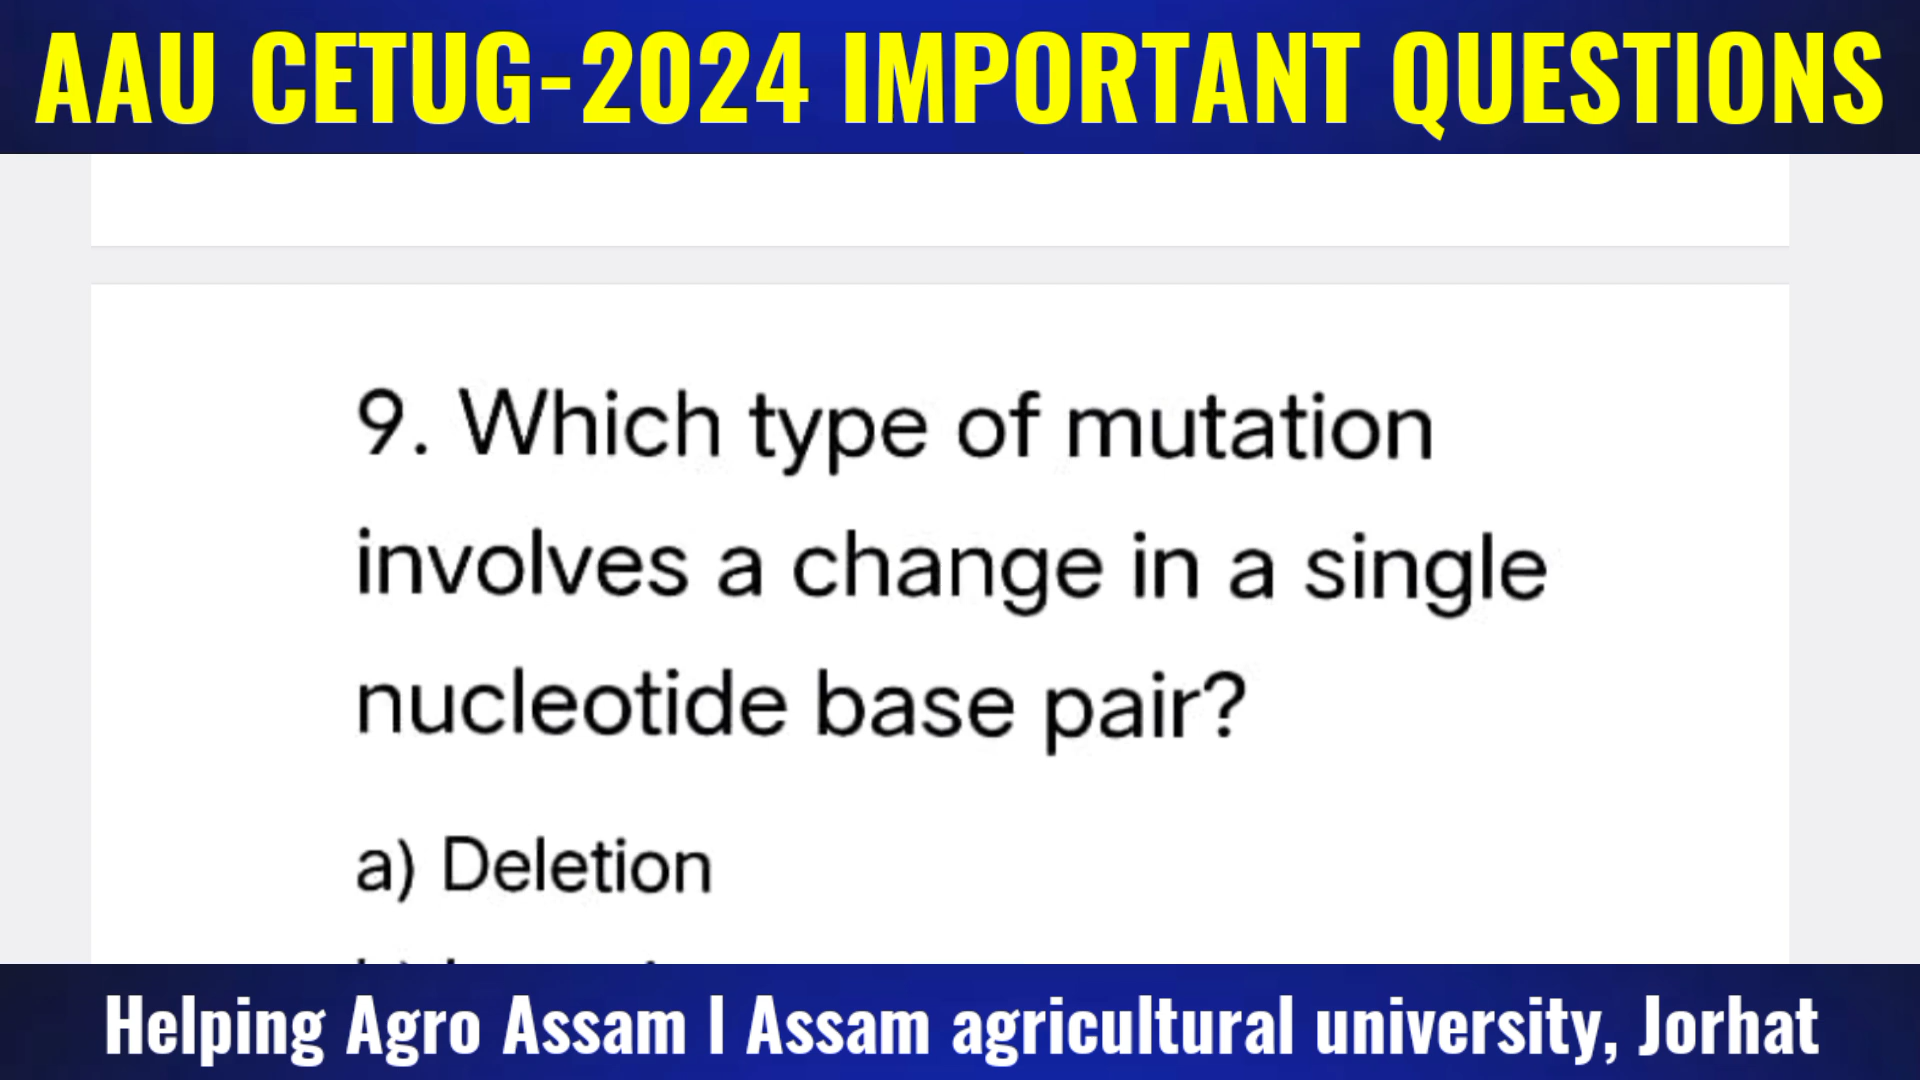 AAU CETUG-2024 IMPORTANT QUESTIONS
9. Which type of mutation
involves a change in a single
nucleotide base pair?
a) Deletion
Helping Agro Assam I Assam agricultural university, Jorhat